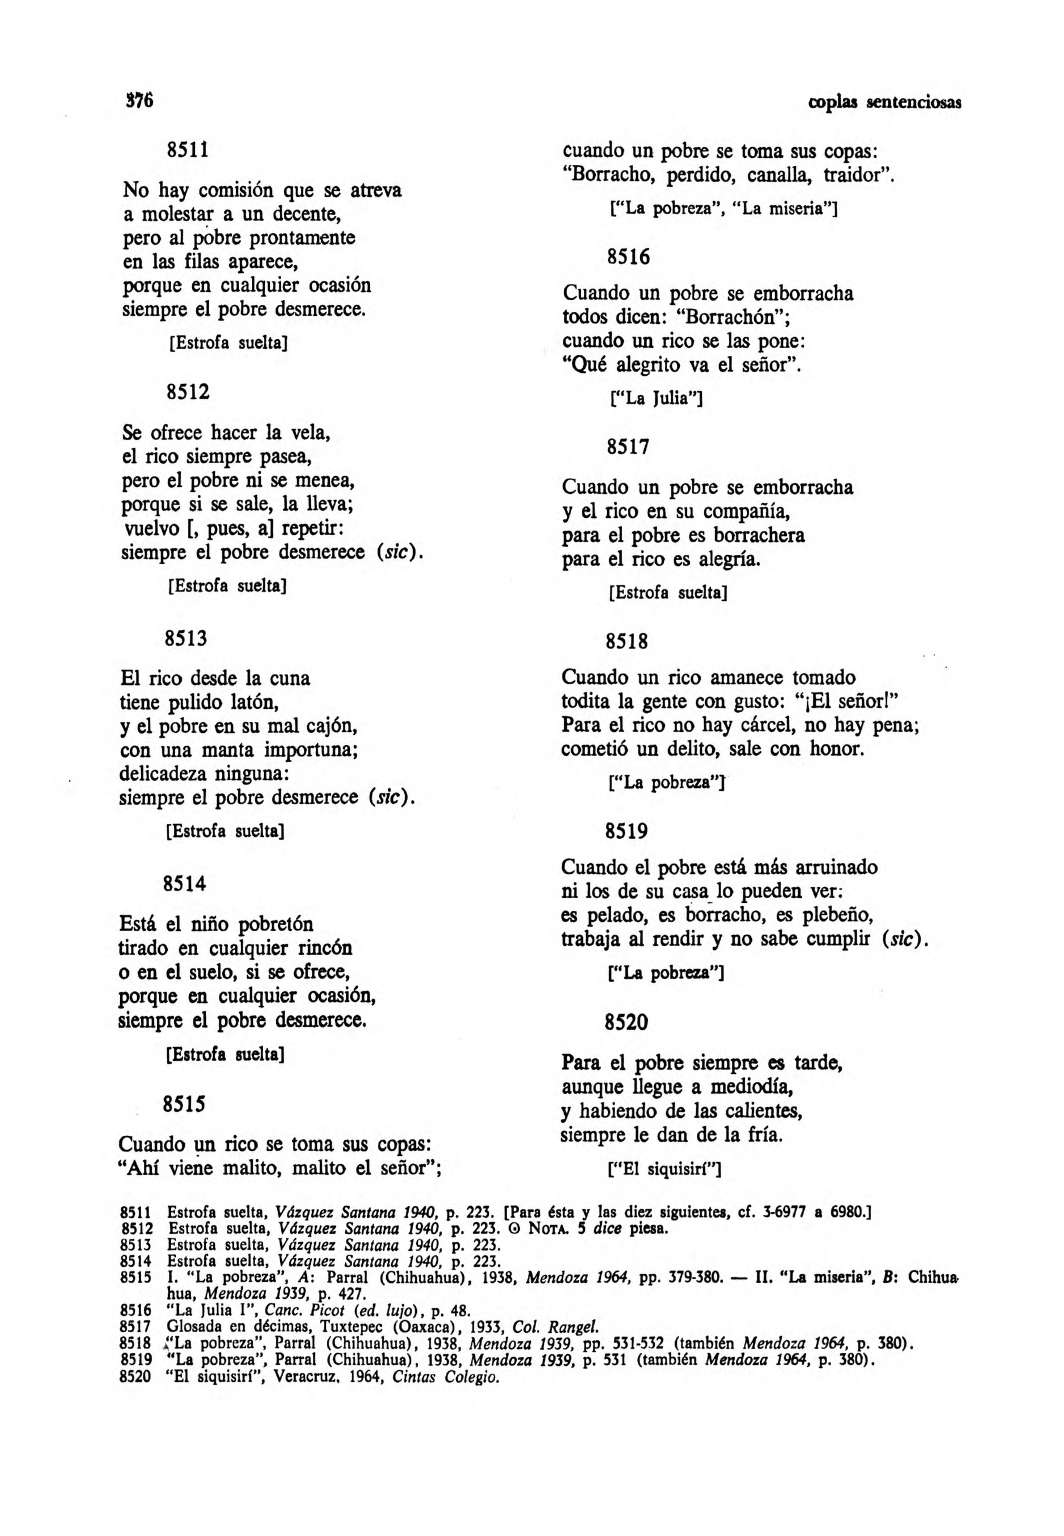 376
coplas sentenciosas
8511
No hay comisión que se atreva
a molestar a un decente,
pero al pobre prontamente
en las filas aparece,
porque en cualquier ocasión
siempre el pobre desmerece.
[Estrofa suelta]
8512
Se ofrece hacer la vela,
el rico siempre pasea,
pero el pobre ni se menea,
porque si se sale, la lleva;
vuelvo [, pues, a] repetir:
siempre el pobre desmerece (sic).
[Estrofa suelta]
8513
El rico desde la cuna
tiene pulido latón,
y el pobre en su mal cajón,
con una manta importuna;
delicadeza ninguna:
siempre el pobre desmerece (sic).
[Estrofa suelta]
8514
Está el niño pobretón
tirado en cualquier rincón
o en el suelo, si se ofrece,
porque en cualquier ocasión,
siempre el pobre desmerece.
[Estrofa suelta]
8515
Cuando un rico se toma sus copas:
“Ahí viene malito, malito el señor”;
cuando un pobre se toma sus copas:
“Borracho, perdido, canalla, traidor”.
[“La pobreza”, “La miseria”]
8516
Cuando un pobre se emborracha
todos dicen: “Borrachón”;
cuando un rico se las pone:
“Qué alegrito va el señor”.
[“La Julia”]
8517
Cuando un pobre se emborracha
y el rico en su compañía,
para el pobre es borrachera
para el rico es alegría.
[Estrofa suelta]
8518
Cuando un rico amanece tomado
todita la gente con gusto: “¡El señor!”
Para el rico no hay cárcel, no hay pena;
cometió un delito, sale con honor.
[“La pobreza”]
8519
Cuando el pobre está más arruinado
ni los de su casa lo pueden ver:
es pelado, es borracho, es plebeño,
trabaja al rendir y no sabe cumplir (sic).
[“La pobreza”]
8520
Para el pobre siempre es tarde,
aunque llegue a mediodía,
y habiendo de las calientes,
siempre le dan de la fría.
[“El siquisirí”]
8511 Estrofa suelta, Vázquez Santana 1940, p. 223. [Para ésta y las diez siguientes, cf. 3-6977 a 6980.]
8512 Estrofa suelta, Vázquez Santana 1940, p. 223. ⊙ NOTA. 5 dice piesa.
8513 Estrofa suelta, Vázquez Santana 1940, p. 223.
8514 Estrofa suelta, Vázquez Santana 1940, p. 223.
8515 I. “La pobreza”, A: Parral (Chihuahua), 1938, Mendoza 1964, pp. 379-380. — II. “La miseria”, B: Chihua-
hua, Mendoza 1939, p. 427.
8516 “La Julia I”, Canc. Picot (ed. lujo), p. 48.
8517 Glosada en décimas, Tuxtepec (Oaxaca), 1933, Col. Rangel.
8518 “La pobreza”, Parral (Chihuahua), 1938, Mendoza 1939, pp. 531-532 (también Mendoza 1964, p. 380).
8519 “La pobreza”, Parral (Chihuahua), 1938, Mendoza 1939, p. 531 (también Mendoza 1964, p. 380).
8520 “El siquisirí”, Veracruz, 1964, Cintas Colegio.